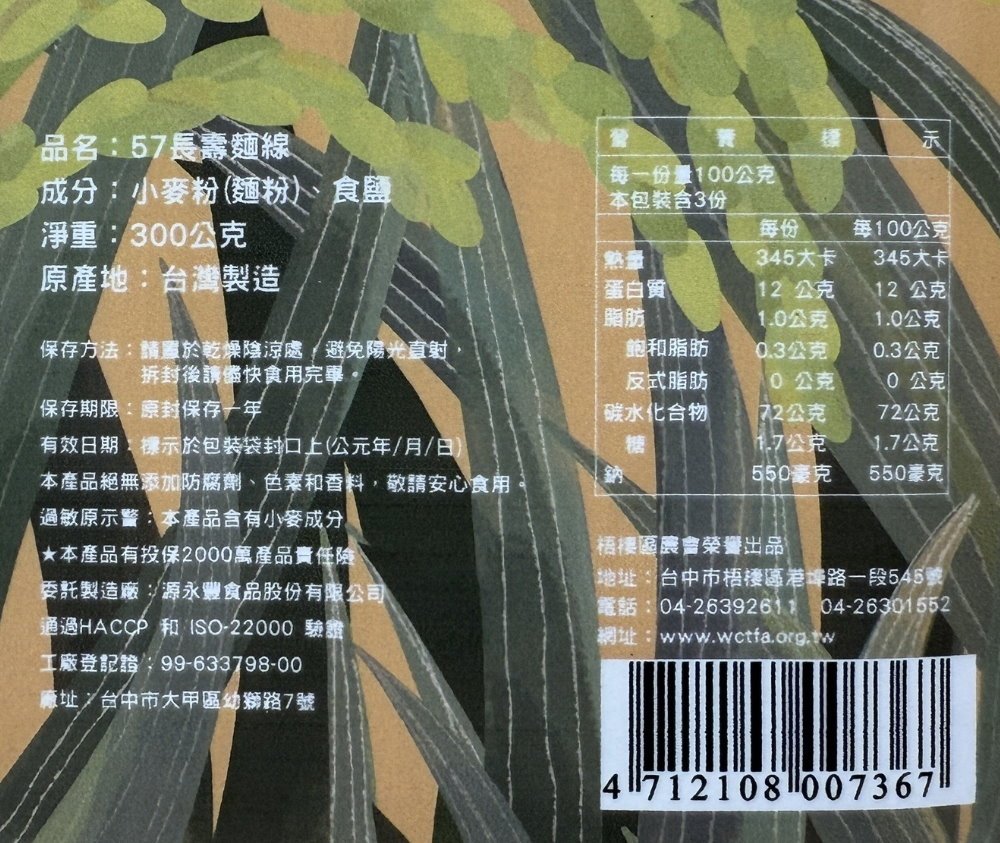 品名：57長壽麵線
成分：小麥粉(麵粉)、食鹽
淨重：300公克
原產地：台灣製造
保存方法：請置於乾燥陰涼處，避免陽光直射，
拆封後請儘快食用完畢。
保存期限：原封保存一年
有效日期：標示於包裝袋封口上(公元年/月/日)
本產品絕無添加防腐劑、色素和香料，敬請安心食用。
過敏原示警：本產品含有小麥成分
★本產品有投保2000萬產品責任險
委託製造廠：源永豐食品股份有限公司
通過HACCP 和 ISO-22000 驗證
工廠登記證：99-633798-00
廠址：台中市大甲區幼獅路7號
營養標示
每一份量100公克
本包裝含3份
每份 每100公克
熱量 345大卡 345大卡
蛋白質 12 公克 12 公克
脂肪 1.0公克 1.0公克
飽和脂肪 0.3公克 0.3公克
反式脂肪 0 公克 0 公克
碳水化合物 72公克 72公克
糖 1.7公克 1.7公克
鈉 550毫克 550毫克
梧棲區農會榮譽出品
地址：台中市梧棲區港埠路一段545號
電話：04-26392611 04-26301552
網址：www.wctfa.org.tw
4 712108 007367